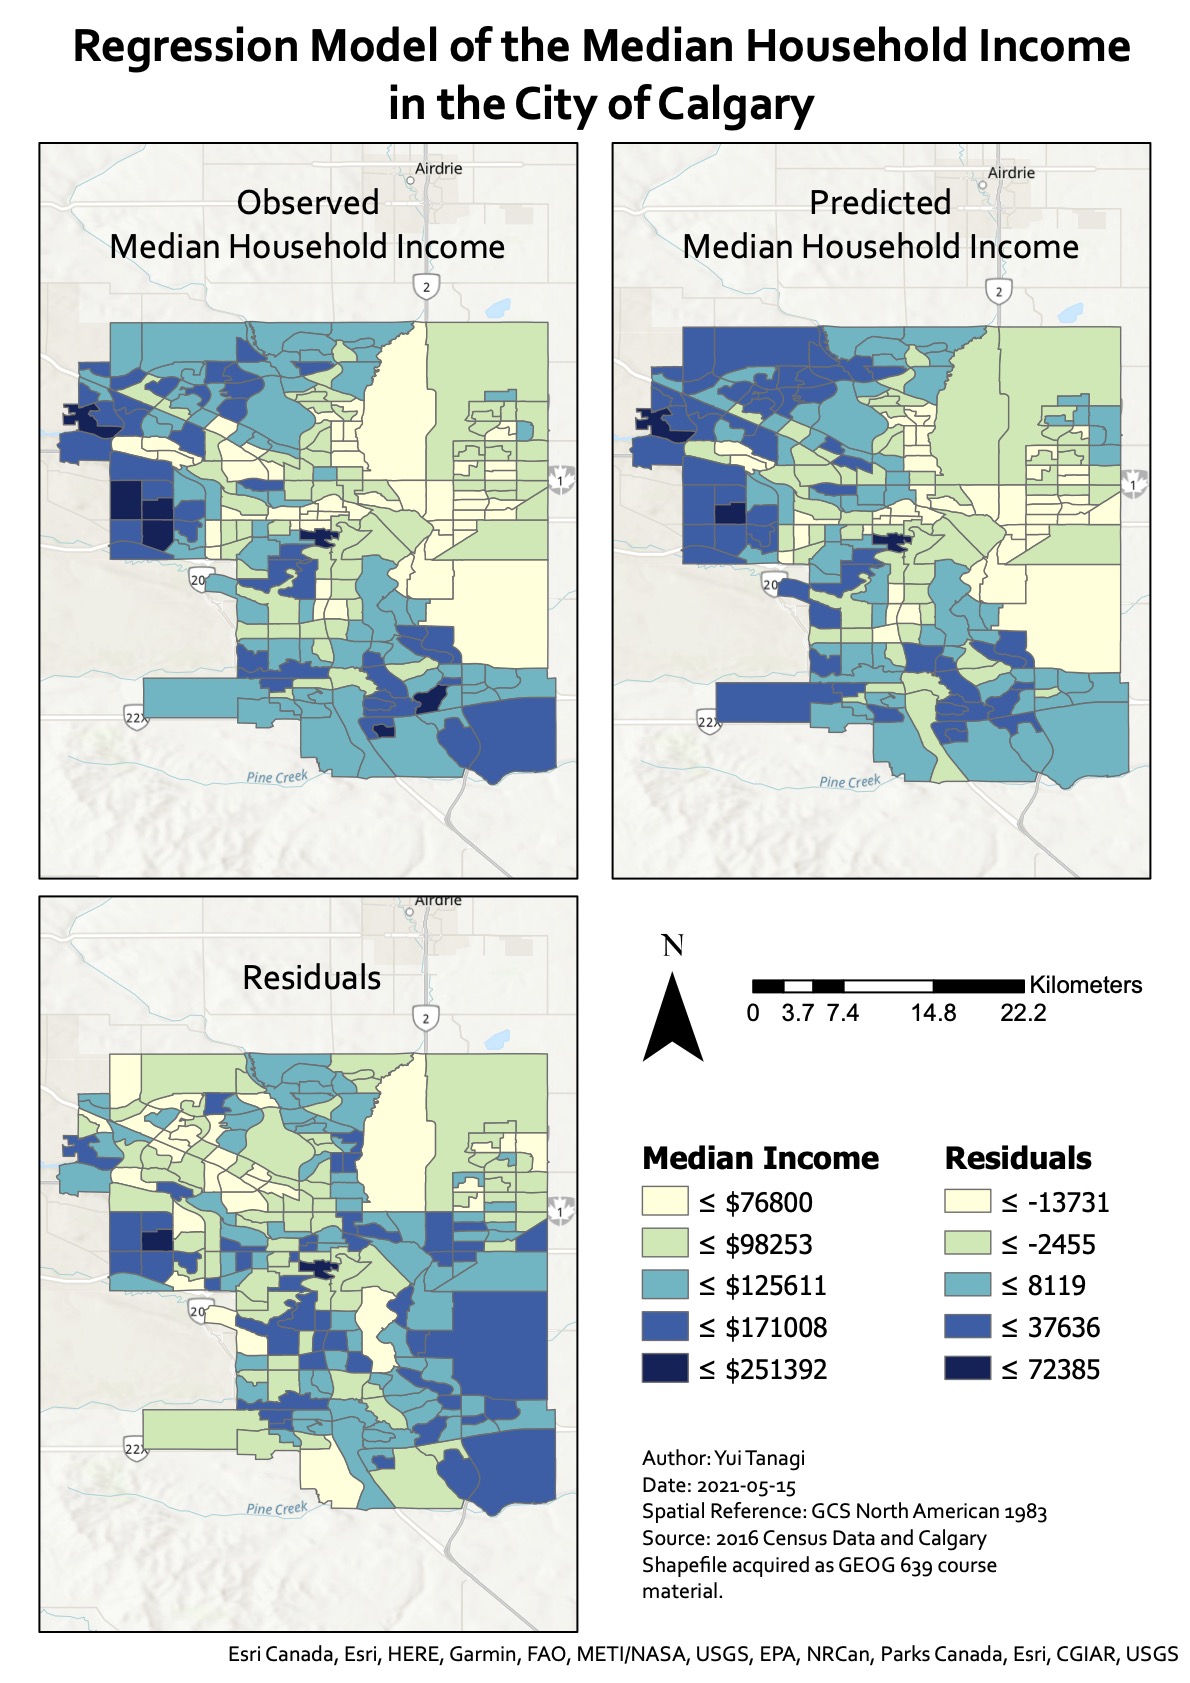 Regression Model of the Median Household Income
in the City of Calgary
Airdrie
Observed
Median Household Income
2
1
20
22X
Pine Creek
Airdrie
Predicted
Median Household Income
2
1
20
22X
Pine Creek
Airdrie
Residuals
2
1
20
22X
Pine Creek
N
Kilometers
0 3.7 7.4 14.8 22.2
Median Income
≤ $76800
≤ $98253
≤ $125611
≤ $171008
≤ $251392
Residuals
≤ -13731
≤ -2455
≤ 8119
≤ 37636
≤ 72385
Author: Yui Tanagi
Date: 2021-05-15
Spatial Reference: GCS North American 1983
Source: 2016 Census Data and Calgary
Shapefile acquired as GEOG 639 course
material.
Esri Canada, Esri, HERE, Garmin, FAO, METI/NASA, USGS, EPA, NRCan, Parks Canada, Esri, CGIAR, USGS